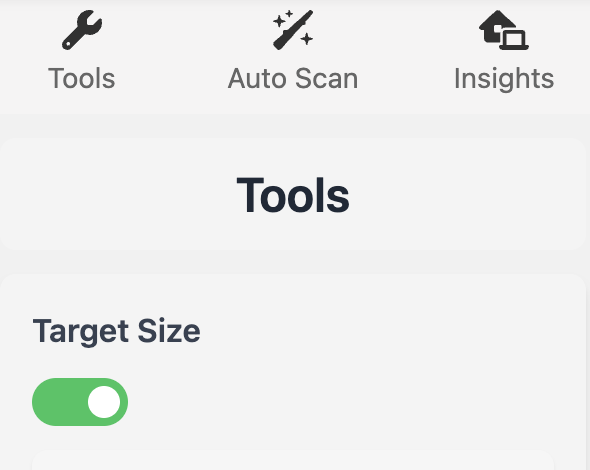 Tools
Auto Scan
Insights
Tools
Target Size